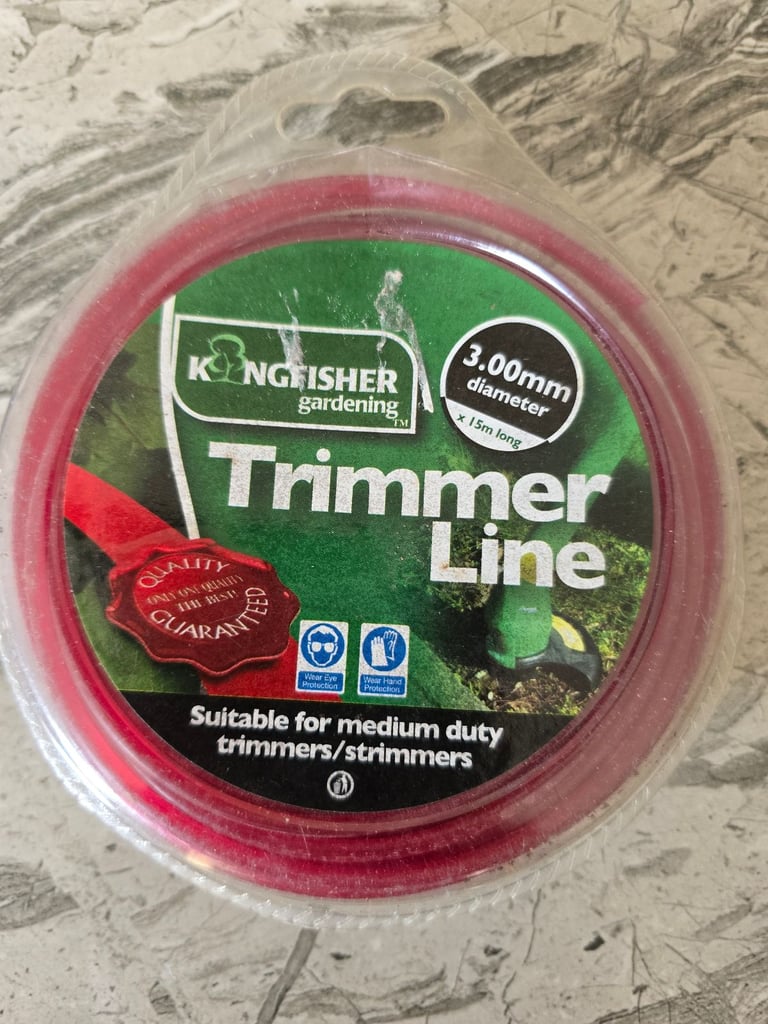 KINGFISHER
gardening™
3.00mm
diameter
x 15m long
Trimmer
Line
QUALITY
ONLY ONE QUALITY
THE BEST!
GUARANTEED
Wear Eye
Protection
Wear Hand
Protection
Suitable for medium duty
trimmers/strimmers